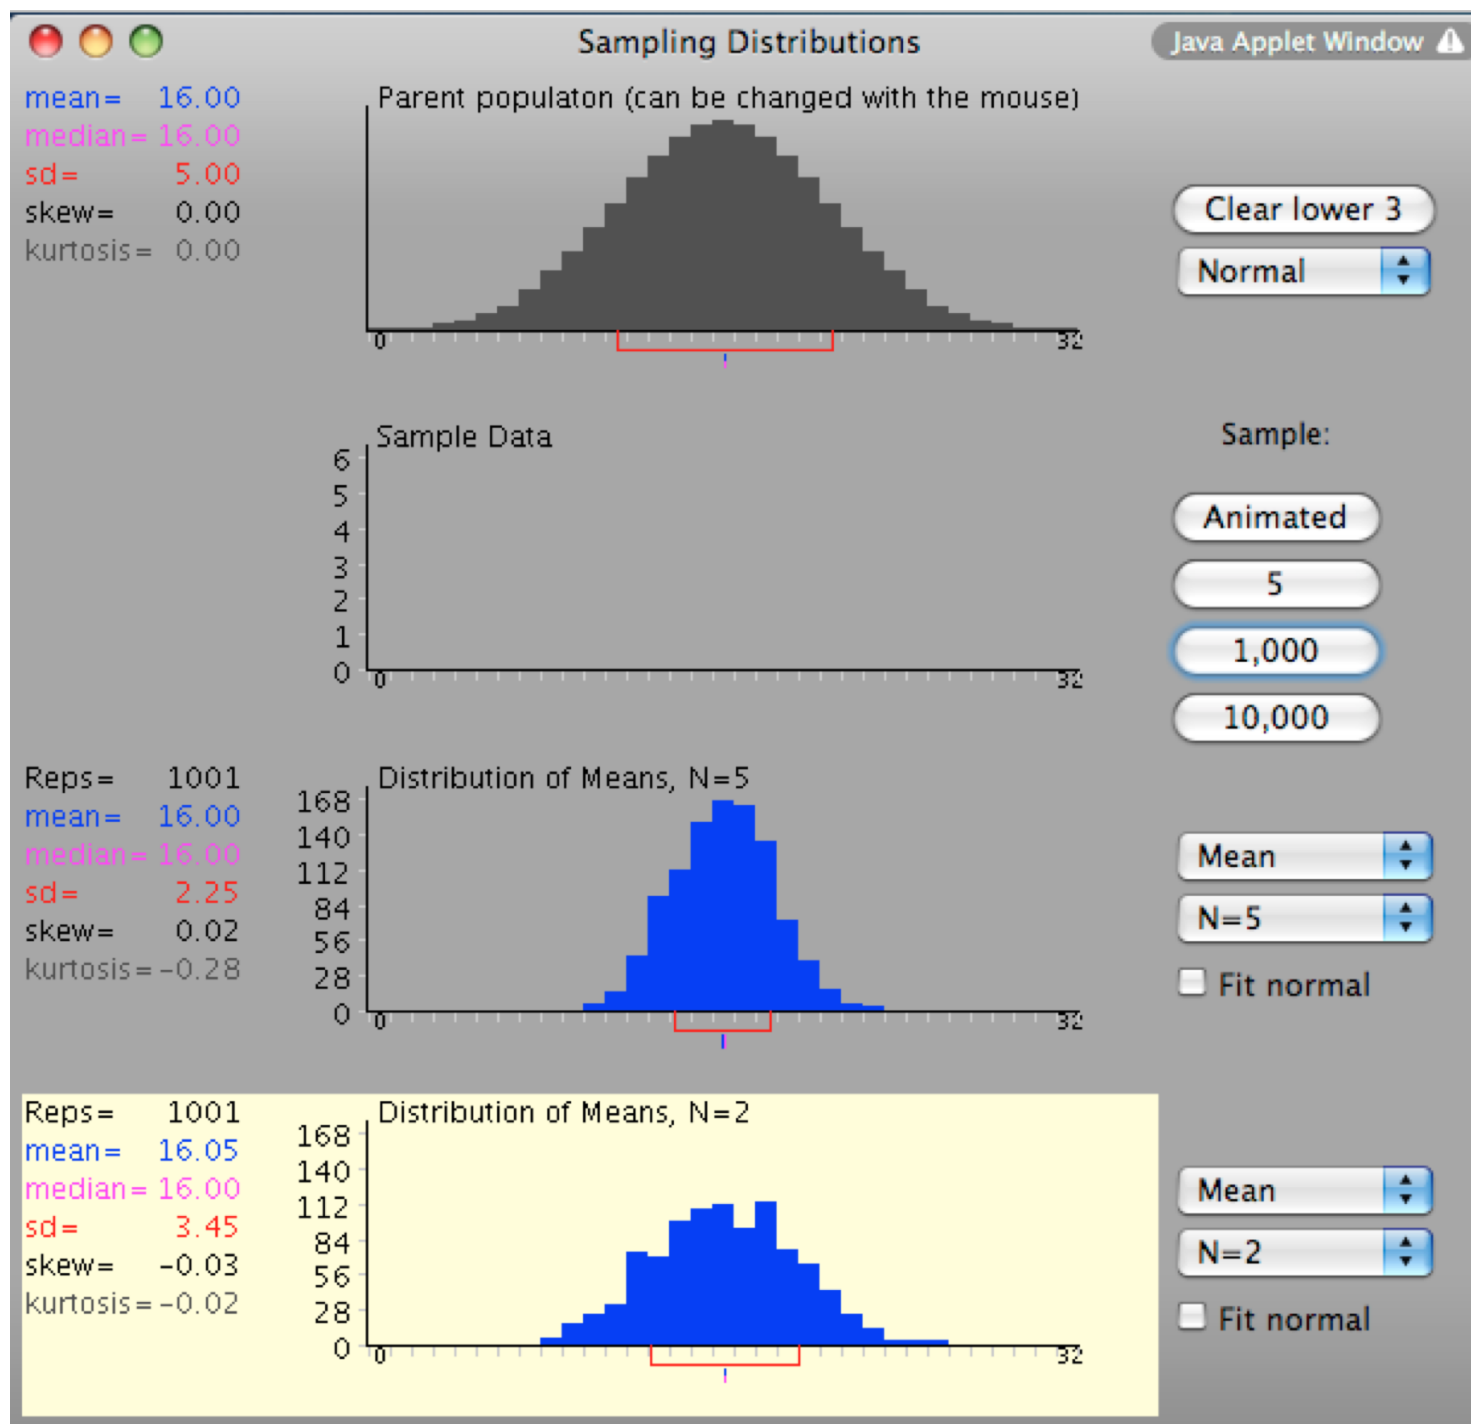 Sampling Distributions
Java Applet Window
mean= 16.00
median= 16.00
sd= 5.00
skew= 0.00
kurtosis= 0.00
Parent populaton (can be changed with the mouse)
0 32
Clear lower 3
Normal
Sample Data
6
5
4
3
2
1
0
0 32
Sample:
Animated
5
1,000
10,000
Reps= 1001
mean= 16.00
median= 16.00
sd= 2.25
skew= 0.02
kurtosis= -0.28
Distribution of Means, N=5
168
140
112
84
56
28
0
0 32
Mean
N=5
Fit normal
Reps= 1001
mean= 16.05
median= 16.00
sd= 3.45
skew= -0.03
kurtosis= -0.02
Distribution of Means, N=2
168
140
112
84
56
28
0
0 32
Mean
N=2
Fit normal